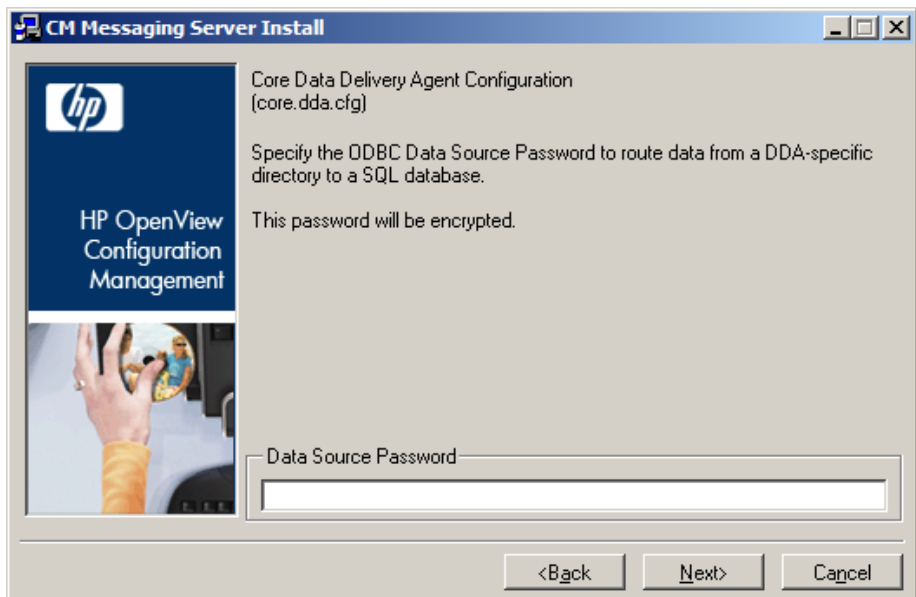 CM Messaging Server Install
hp
HP OpenView
Configuration
Management
Core Data Delivery Agent Configuration
(core.dda.cfg)
Specify the ODBC Data Source Password to route data from a DDA-specific
directory to a SQL database.
This password will be encrypted.
Data Source Password
<Back
Next>
Cancel